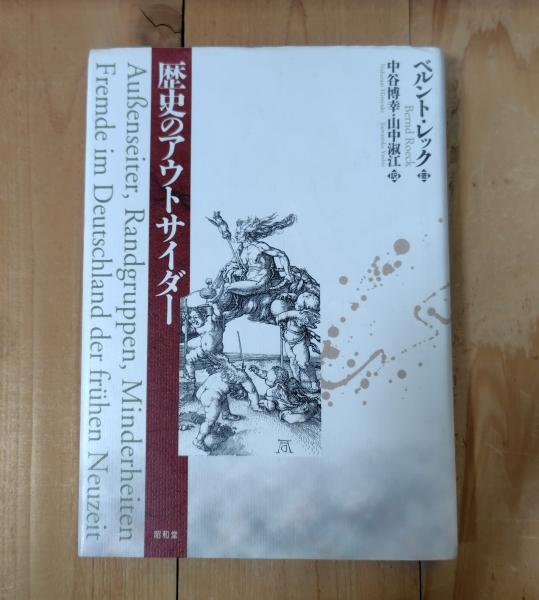 ベルント・レック 著
Bernd Roeck
中谷博幸・山中淑江 訳
歴史のアウトサイダー
Außenseiter, Randgruppen, Minderheiten
Fremde im Deutschland der frühen Neuzeit
昭和堂